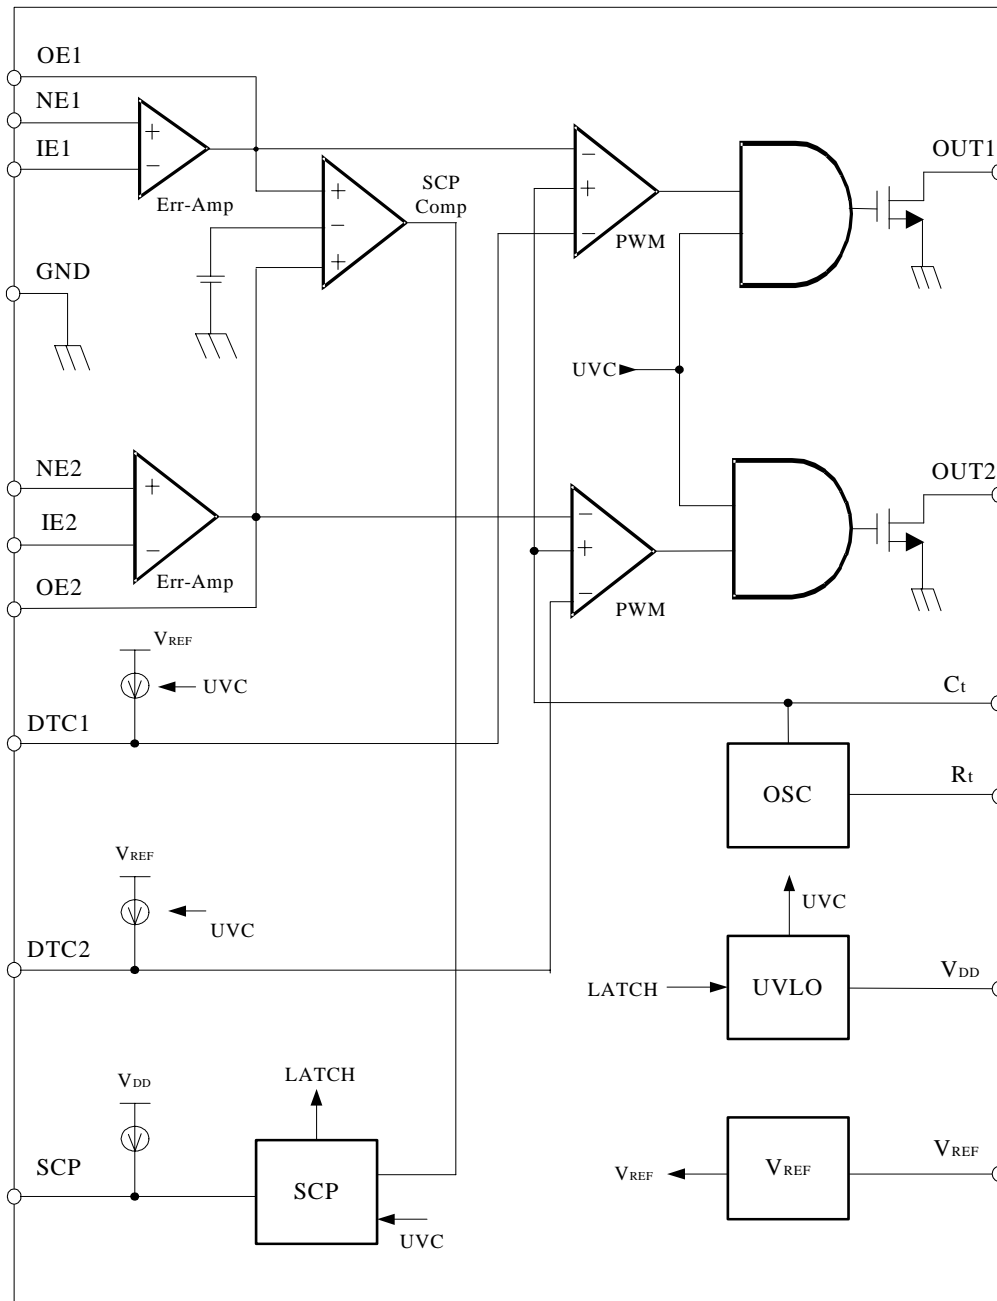 OE1
NE1
IE1
+
−
Err-Amp
GND
+
−
+
SCP
Comp
−
+
−
PWM
OUT1
UVC
NE2
IE2
OE2
+
−
Err-Amp
−
+
−
PWM
OUT2
VREF
UVC
DTC1
VREF
UVC
DTC2
Ct
OSC
Rt
UVC
LATCH
UVLO
VDD
VDD
LATCH
SCP
SCP
UVC
VREF
VREF
VREF